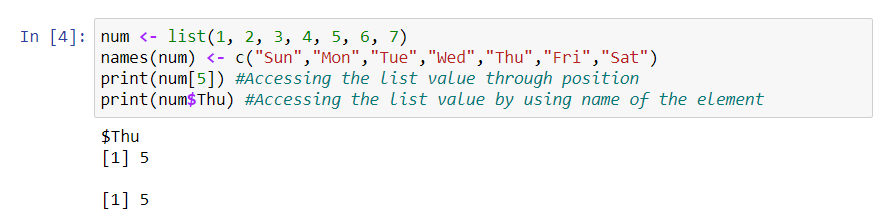 In [4]: num <- list(1, 2, 3, 4, 5, 6, 7)
names(num) <- c("Sun","Mon","Tue","Wed","Thu","Fri","Sat")
print(num[5]) #Accessing the list value through position
print(num$Thu) #Accessing the list value by using name of the element
$Thu
[1] 5
[1] 5